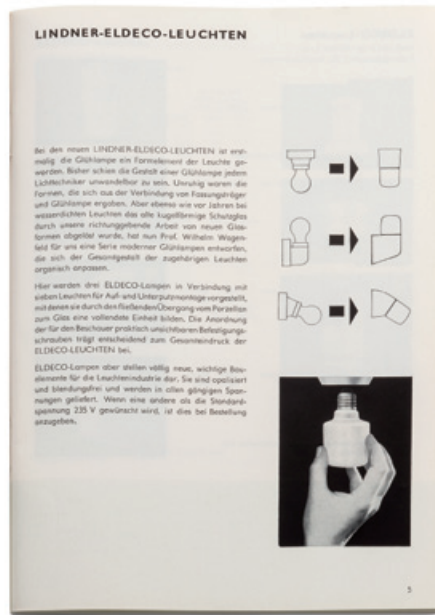 LINDNER-ELDECO-LEUCHTEN
Bei den neuen LINDNER-ELDECO-LEUCHTEN ist erst-
malig die Glühlampe ein Formelement der Leuchte ge-
worden. Bisher schien die Gestalt einer Glühlampe jedem
Lichttechniker unwandelbar zu sein. Unruhig waren die
Formen, die sich aus der Verbindung von Fassungsträger
und Glühlampe ergaben. Aber ebenso wie vor Jahren bei
wasserdichten Leuchten das alte kugelförmige Schutzglas
durch unsere richtunggebende Arbeit von neuen Glas-
formen abgelöst wurde, hat nun Prof. Wilhelm Wagen-
feld für uns eine Serie moderner Glühlampen entworfen,
die sich der Gesamtgestalt der zugehörigen Leuchten
organisch anpassen.
Hier werden drei ELDECO-Lampen in Verbindung mit
sieben Leuchten für Auf- und Unterputzmontage vorgestellt,
mit denen sie durch den fließenden Übergang vom Porzellan
zum Glas eine vollendete Einheit bilden. Die Anordnung
der für den Beschauer praktisch unsichtbaren Befestigungs-
schrauben trägt entscheidend zum Gesamteindruck der
ELDECO-LEUCHTEN bei.
ELDECO-Lampen aber stellen völlig neue, wichtige Bau-
elemente für die Leuchtenindustrie dar. Sie sind opalisiert
und blendungsfrei und werden in allen gängigen Span-
nungen geliefert. Wenn eine andere als die Standard-
spannung 235 V gewünscht wird, ist dies bei Bestellung
anzugeben.
5